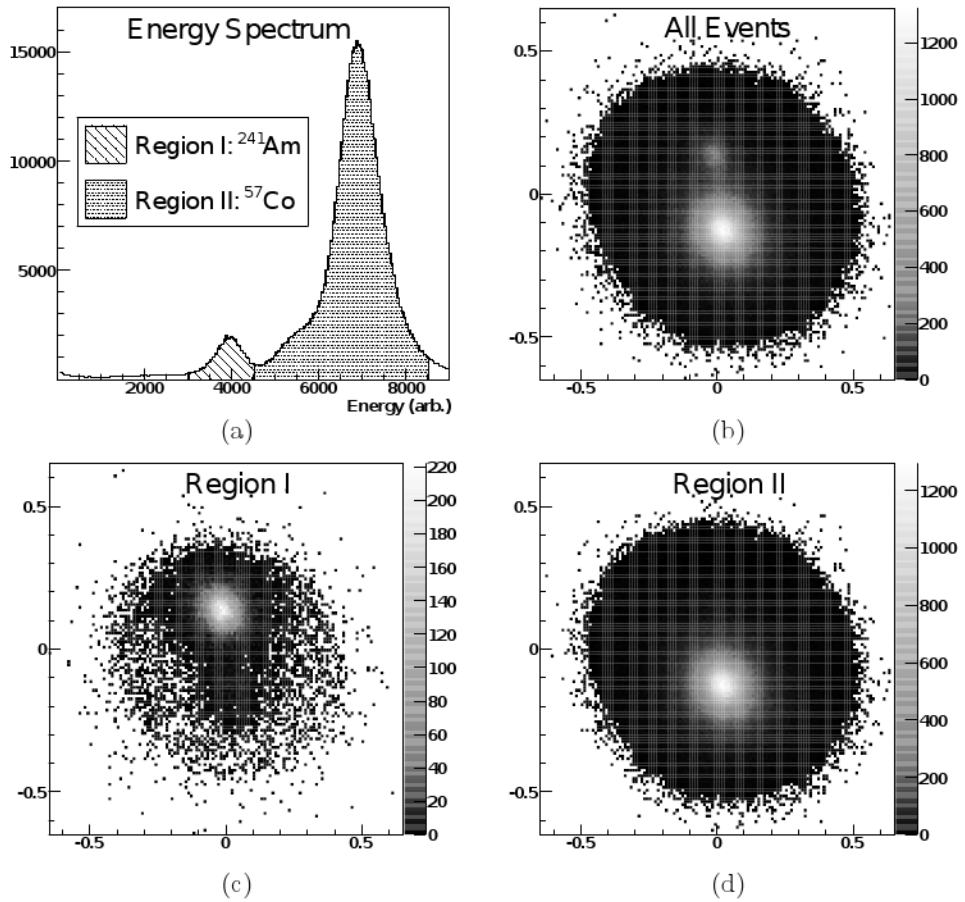 Energy Spectrum
15000
10000
5000
Region I: ²⁴¹Am
Region II: ⁵⁷Co
2000 4000 6000 8000
Energy (arb.)
(a)
All Events
0.5
0
-0.5
-0.5 0 0.5
1200
1000
800
600
400
200
0
(b)
Region I
0.5
0
-0.5
-0.5 0 0.5
220
200
180
160
140
120
100
80
60
40
20
0
(c)
Region II
0.5
0
-0.5
-0.5 0 0.5
1200
1000
800
600
400
200
0
(d)